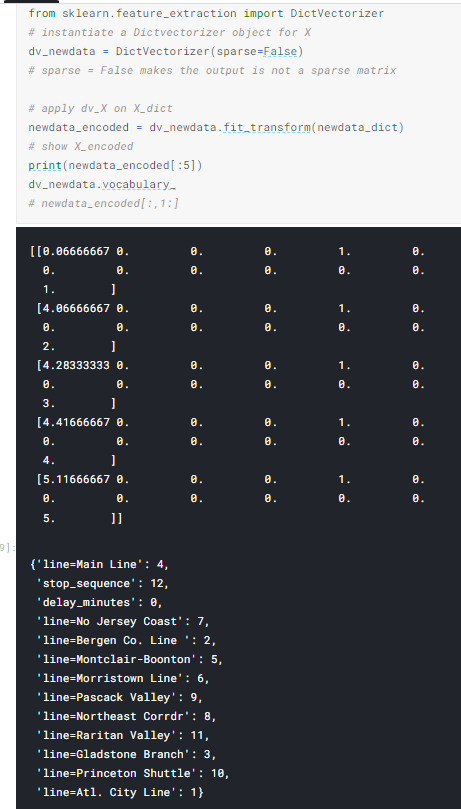 from sklearn.feature_extraction import DictVectorizer
# instantiate a Dictvectorizer object for X
dv_newdata = DictVectorizer(sparse=False)
# sparse = False makes the output is not a sparse matrix
# apply dv_X on X_dict
newdata_encoded = dv_newdata.fit_transform(newdata_dict)
# show X_encoded
print(newdata_encoded[:5])
dv_newdata.vocabulary_
# newdata_encoded[:,1:]
[[0.06666667 0. 0. 0. 1. 0.
0. 0. 0. 0. 0. 0.
1. ]
[4.06666667 0. 0. 0. 1. 0.
0. 0. 0. 0. 0. 0.
2. ]
[4.28333333 0. 0. 0. 1. 0.
0. 0. 0. 0. 0. 0.
3. ]
[4.41666667 0. 0. 0. 1. 0.
0. 0. 0. 0. 0. 0.
4. ]
[5.11666667 0. 0. 0. 1. 0.
0. 0. 0. 0. 0. 0.
5. ]]
9]:
{'line=Main Line': 4,
'stop_sequence': 12,
'delay_minutes': 0,
'line=No Jersey Coast': 7,
'line=Bergen Co. Line ': 2,
'line=Montclair-Boonton': 5,
'line=Morristown Line': 6,
'line=Pascack Valley': 9,
'line=Northeast Corrdr': 8,
'line=Raritan Valley': 11,
'line=Gladstone Branch': 3,
'line=Princeton Shuttle': 10,
'line=Atl. City Line': 1}